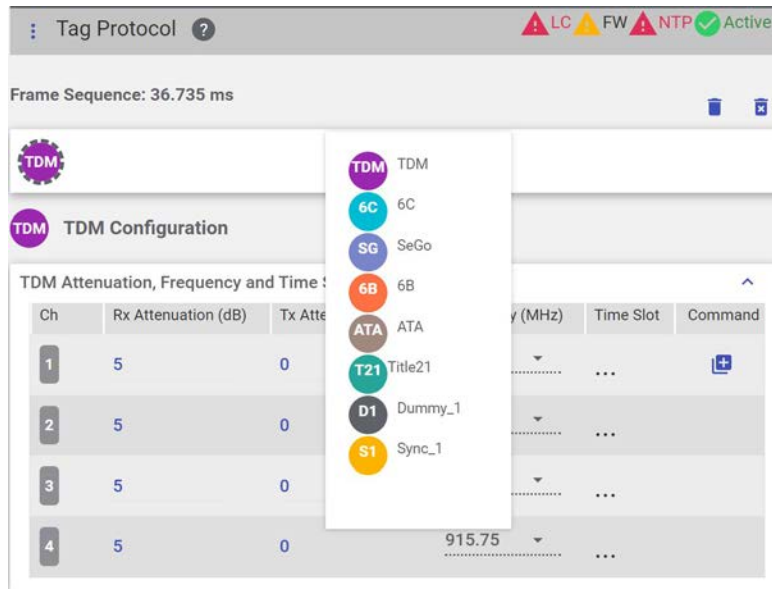 Tag Protocol ? LC FW NTP Active
Frame Sequence: 36.735 ms
TDM
TDM TDM
6C 6C
SG SeGo
6B 6B
ATA ATA
T21 Title21
D1 Dummy_1
S1 Sync_1
TDM TDM Configuration
TDM Attenuation, Frequency and Time
Ch Rx Attenuation (dB) Tx Atte y (MHz) Time Slot Command
1 5 0 ...
2 5 0 ...
3 5 0 ...
4 5 0 915.75 ...